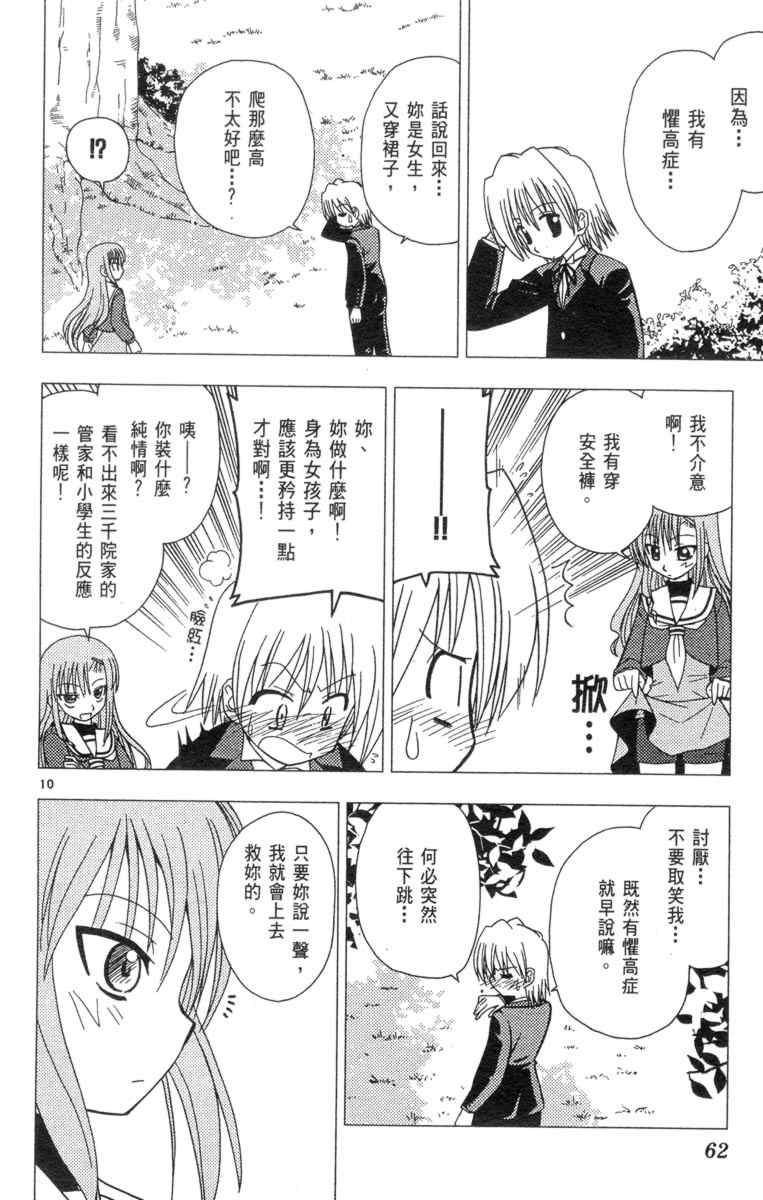 因為…
我有
懼高症…
話說回來…
妳是女生，
又穿裙子，
爬那麼高
不太好吧…？
!?
我不介意
啊！
我有穿
安全褲。
掀…
——!!
妳、
妳做什麼啊！
身為女孩子，
應該更矜持一點
才對啊…！
臉紅…
咦——？
你裝什麼
純情啊？
看不出來三千院家的
管家和小學生的反應
一樣呢！
10
討厭…
不要取笑我…
既然有懼高症
就早說嘛。
何必突然
往下跳…
只要妳說一聲，
我就會上去
救妳的。
62